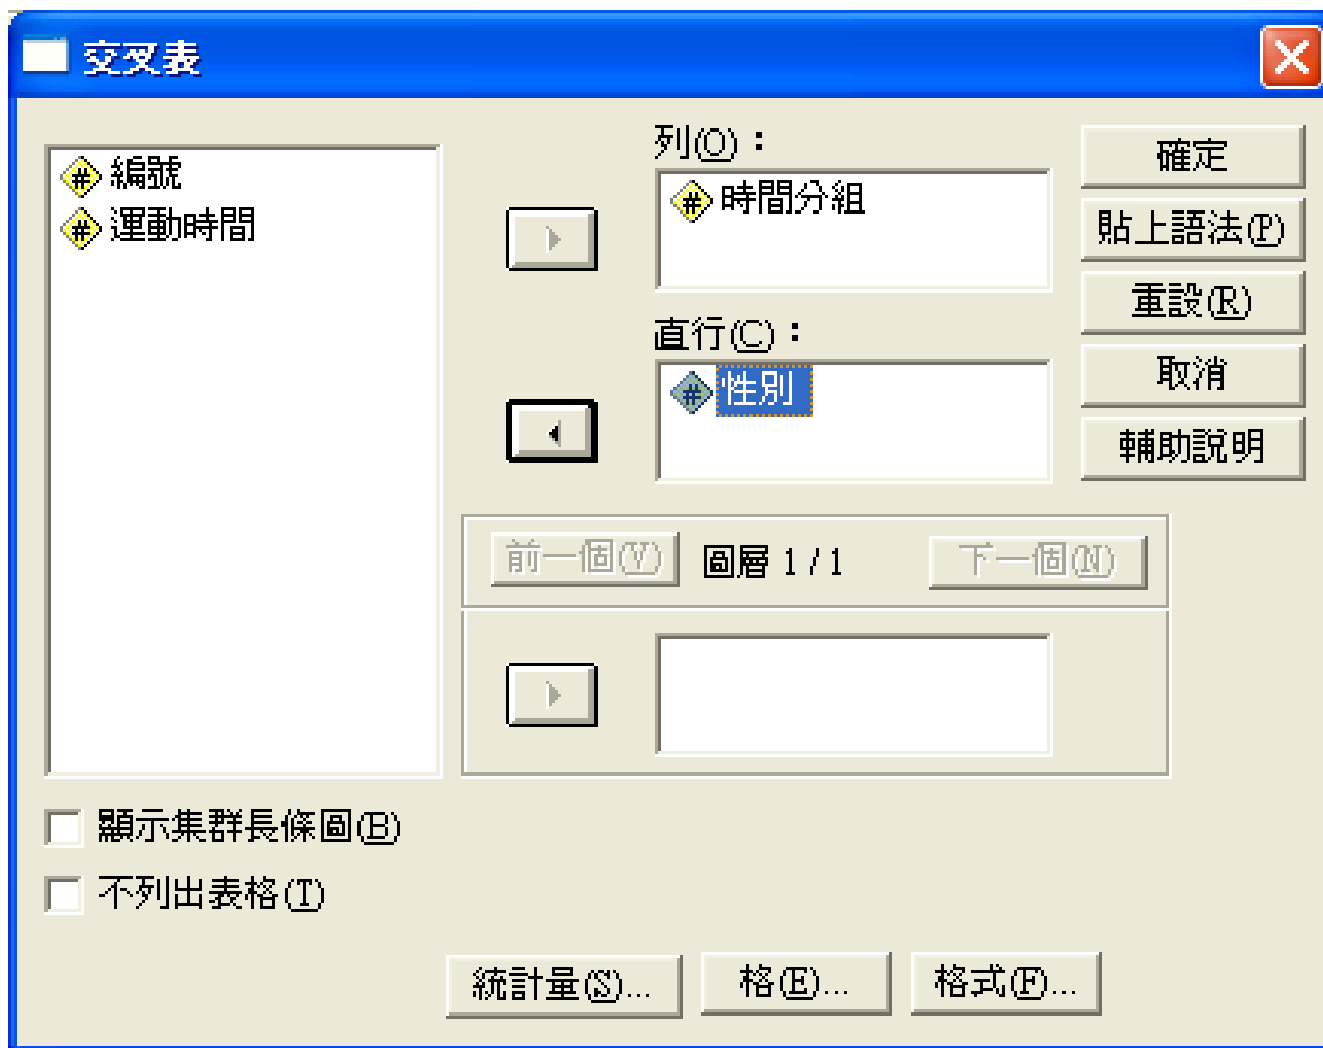 交叉表
編號
運動時間
列(O)：
時間分組
直行(C)：
性別
確定
貼上語法(P)
重設(R)
取消
輔助説明
前一個(V)
圖層 1 / 1
下一個(N)
顯示集群長條圖(B)
不列出表格(T)
統計量(S)...
格(E)...
格式(F)...